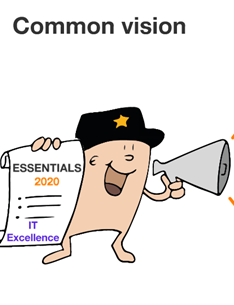 Common vision
ESSENTIALS
2020
IT
Excellence